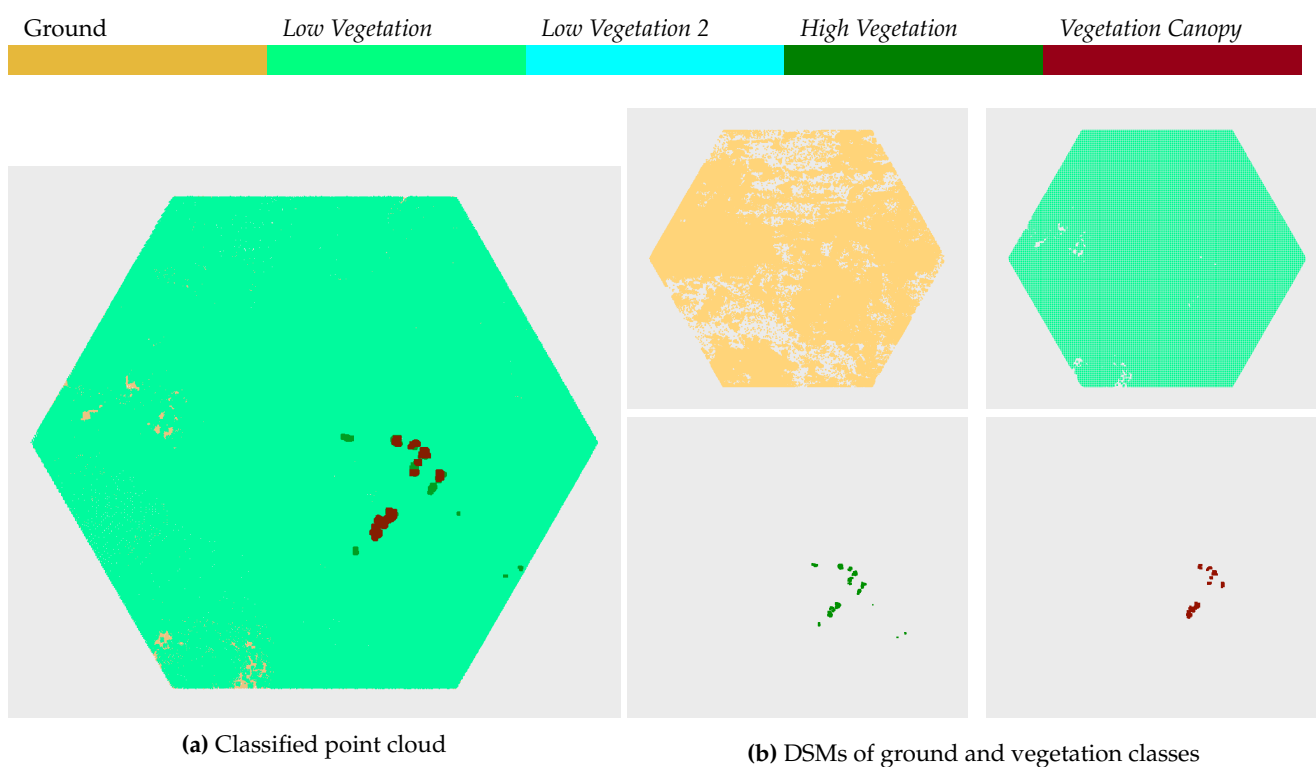 Ground Low Vegetation Low Vegetation 2 High Vegetation Vegetation Canopy
(a) Classified point cloud
(b) DSMs of ground and vegetation classes